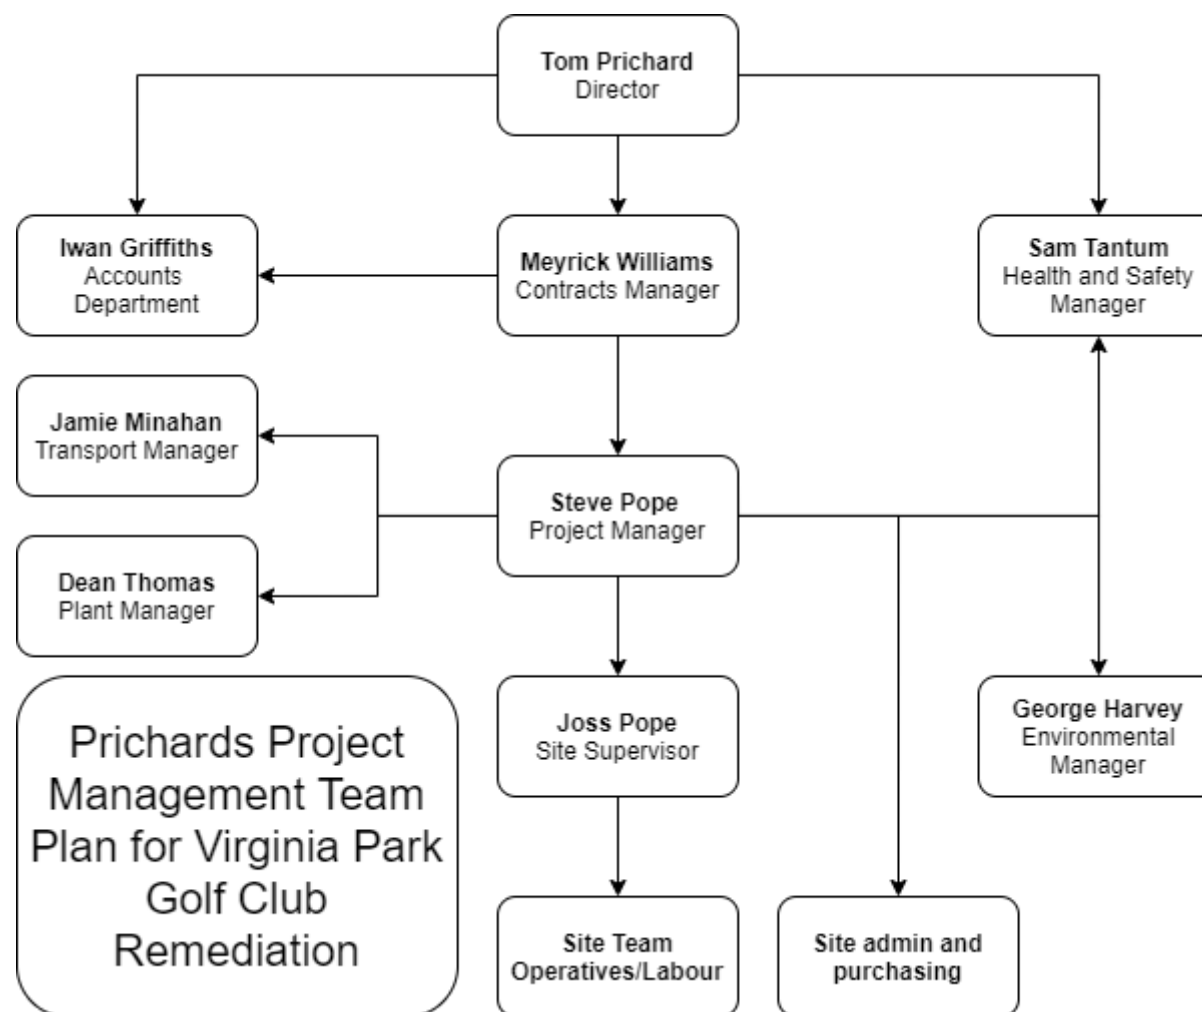 Tom Prichard
Director
Iwan Griffiths
Accounts
Department
Meyrick Williams
Contracts Manager
Sam Tantum
Health and Safety
Manager
Jamie Minahan
Transport Manager
Steve Pope
Project Manager
Dean Thomas
Plant Manager
Joss Pope
Site Supervisor
George Harvey
Environmental
Manager
Prichards Project
Management Team
Plan for Virginia Park
Golf Club
Remediation
Site Team
Operatives/Labour
Site admin and
purchasing